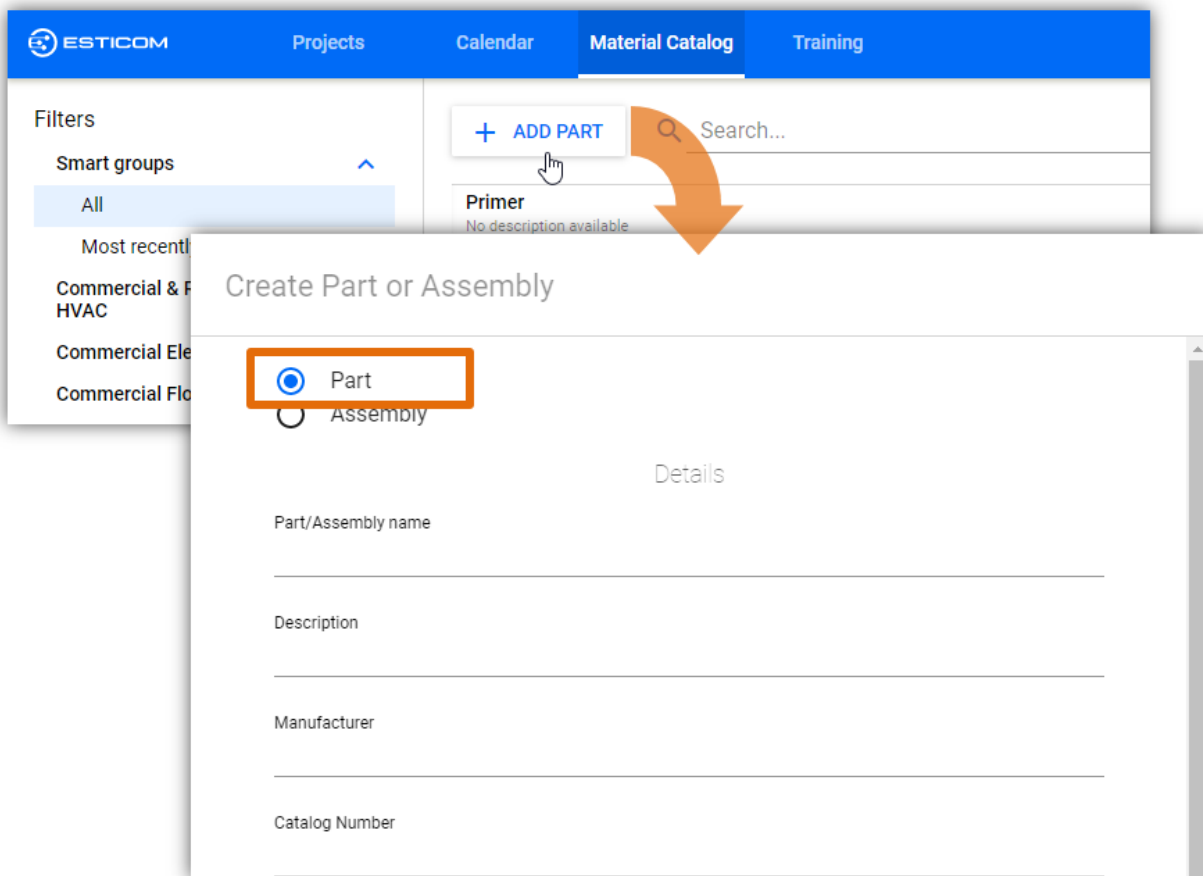 ESTICOM
Projects
Calendar
Material Catalog
Training
Filters
Smart groups
All
Most recently
Commercial &
HVAC
Commercial Ele
Commercial Flo
+ ADD PART
Search...
Primer
No description available
Create Part or Assembly
Part
Assembly
Details
Part/Assembly name
Description
Manufacturer
Catalog Number